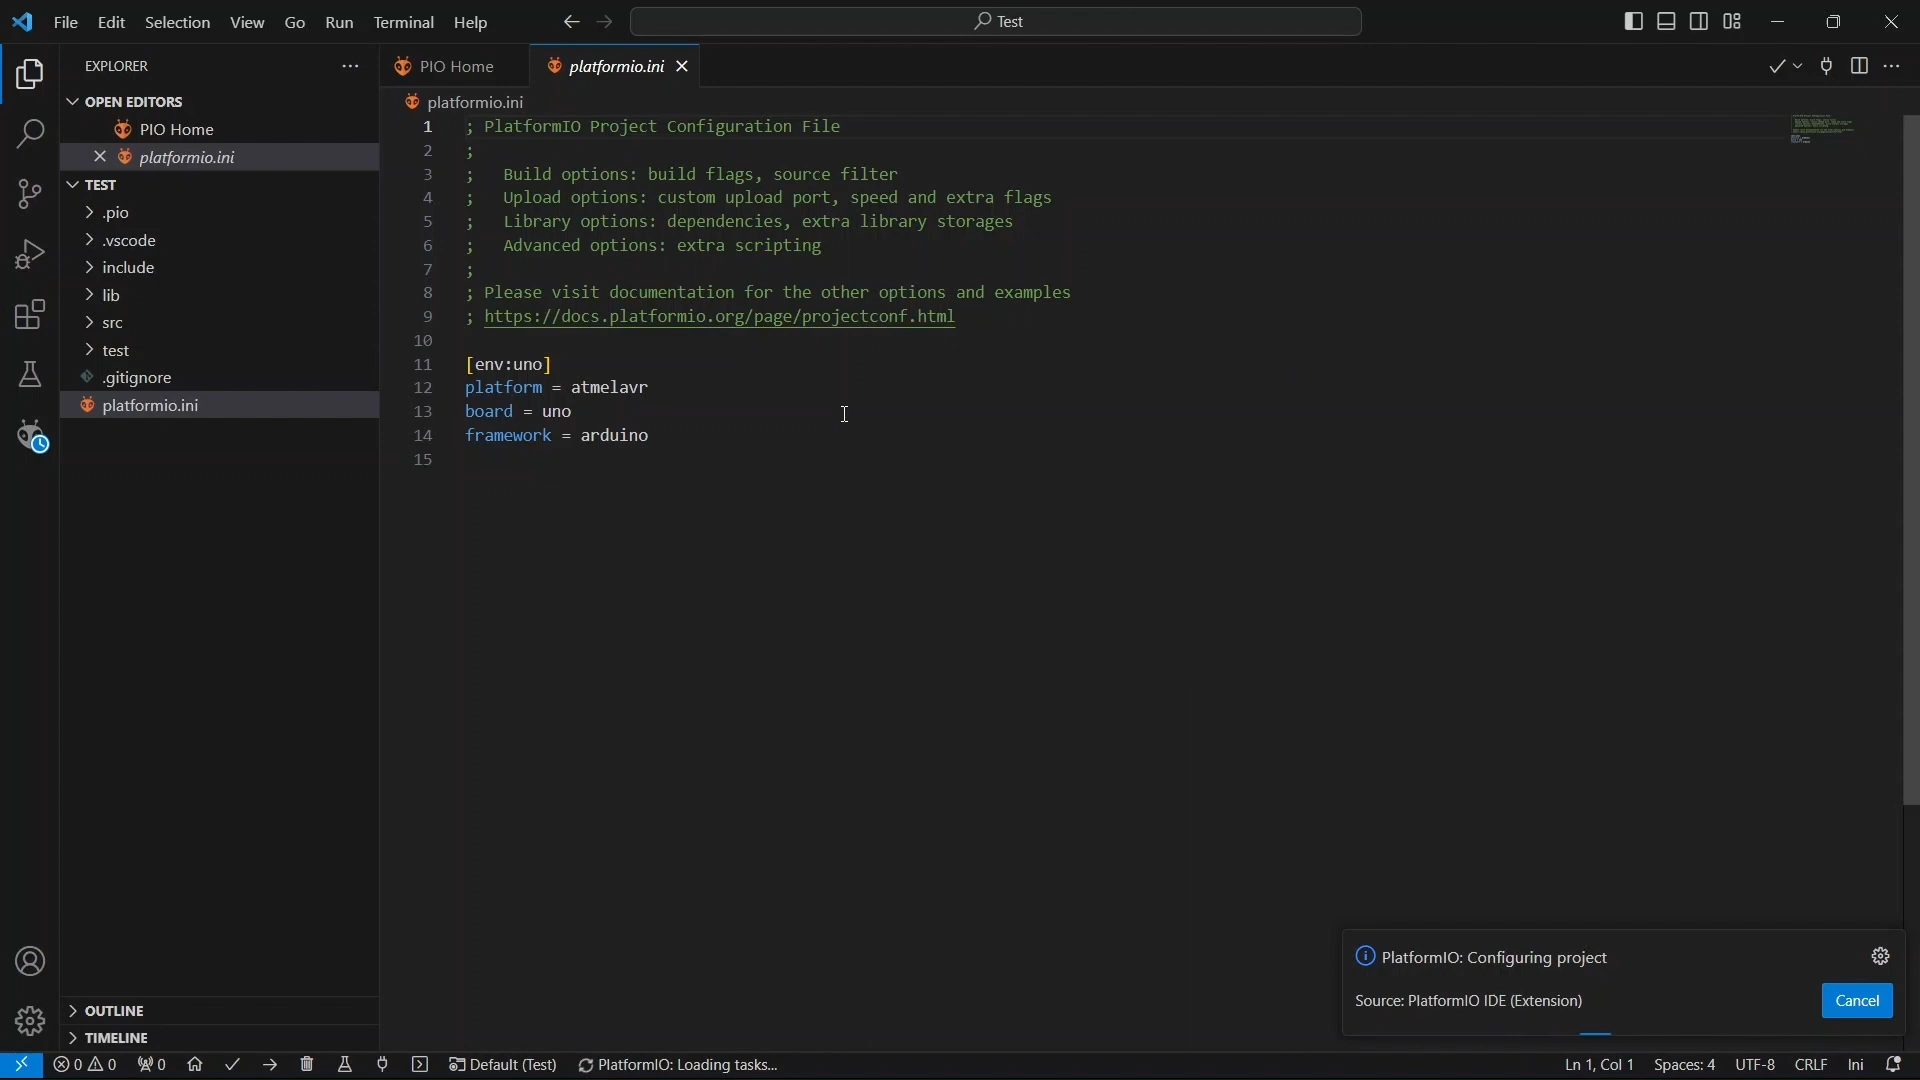 File Edit Selection View Go Run Terminal Help
Test
EXPLORER
OPEN EDITORS
PIO Home
platformio.ini
TEST
.pio
.vscode
include
lib
src
test
.gitignore
platformio.ini
OUTLINE
TIMELINE
PIO Home
platformio.ini
platformio.ini
1 ; PlatformIO Project Configuration File
2 ;
3 ;   Build options: build flags, source filter
4 ;   Upload options: custom upload port, speed and extra flags
5 ;   Library options: dependencies, extra library storages
6 ;   Advanced options: extra scripting
7 ;
8 ; Please visit documentation for the other options and examples
9 ; https://docs.platformio.org/page/projectconf.html
10
11 [env:uno]
12 platform = atmelavr
13 board = uno
14 framework = arduino
15
PlatformIO: Configuring project
Source: PlatformIO IDE (Extension)
Cancel
0 0 0 Default (Test) PlatformIO: Loading tasks... Ln 1, Col 1 Spaces: 4 UTF-8 CRLF Ini